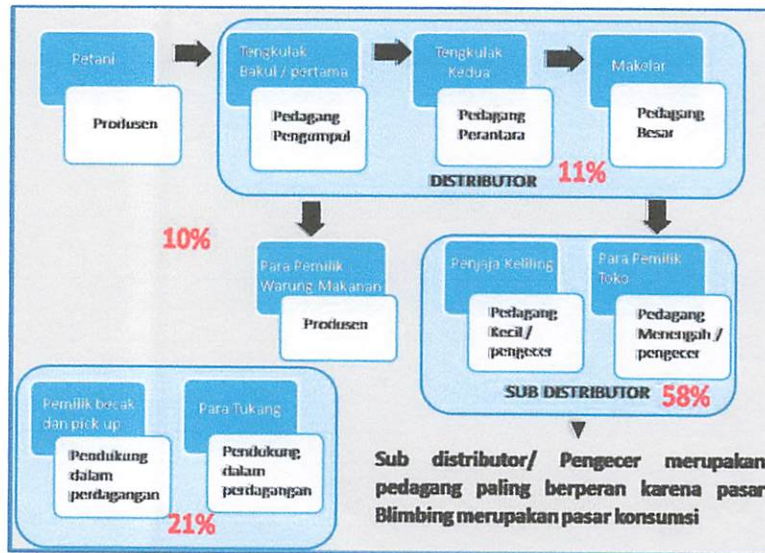 Petani
Produsen
Tengkulak
Bakul / pertama
Pedagang
Pengumpul
Tengkulak
Kedua
Pedagang
Perantara
Makelar
Pedagang
Besar
DISTRIBUTOR
11%
10%
Para Pemilik
Warung Makanan
Produsen
Penjaja Keliling
Pedagang
Kecil /
pengecer
Para Pemilik
Toko
Pedagang
Menengah /
pengecer
SUB DISTRIBUTOR
58%
Pemilik becak
dan pick up
Pendukung
dalam
perdagangan
Para Tukang
Pendukung
dalam
perdagangan
21%
Sub distributor/ Pengecer merupakan
pedagang paling berperan karena pasar
Blimbing merupakan pasar konsumsi